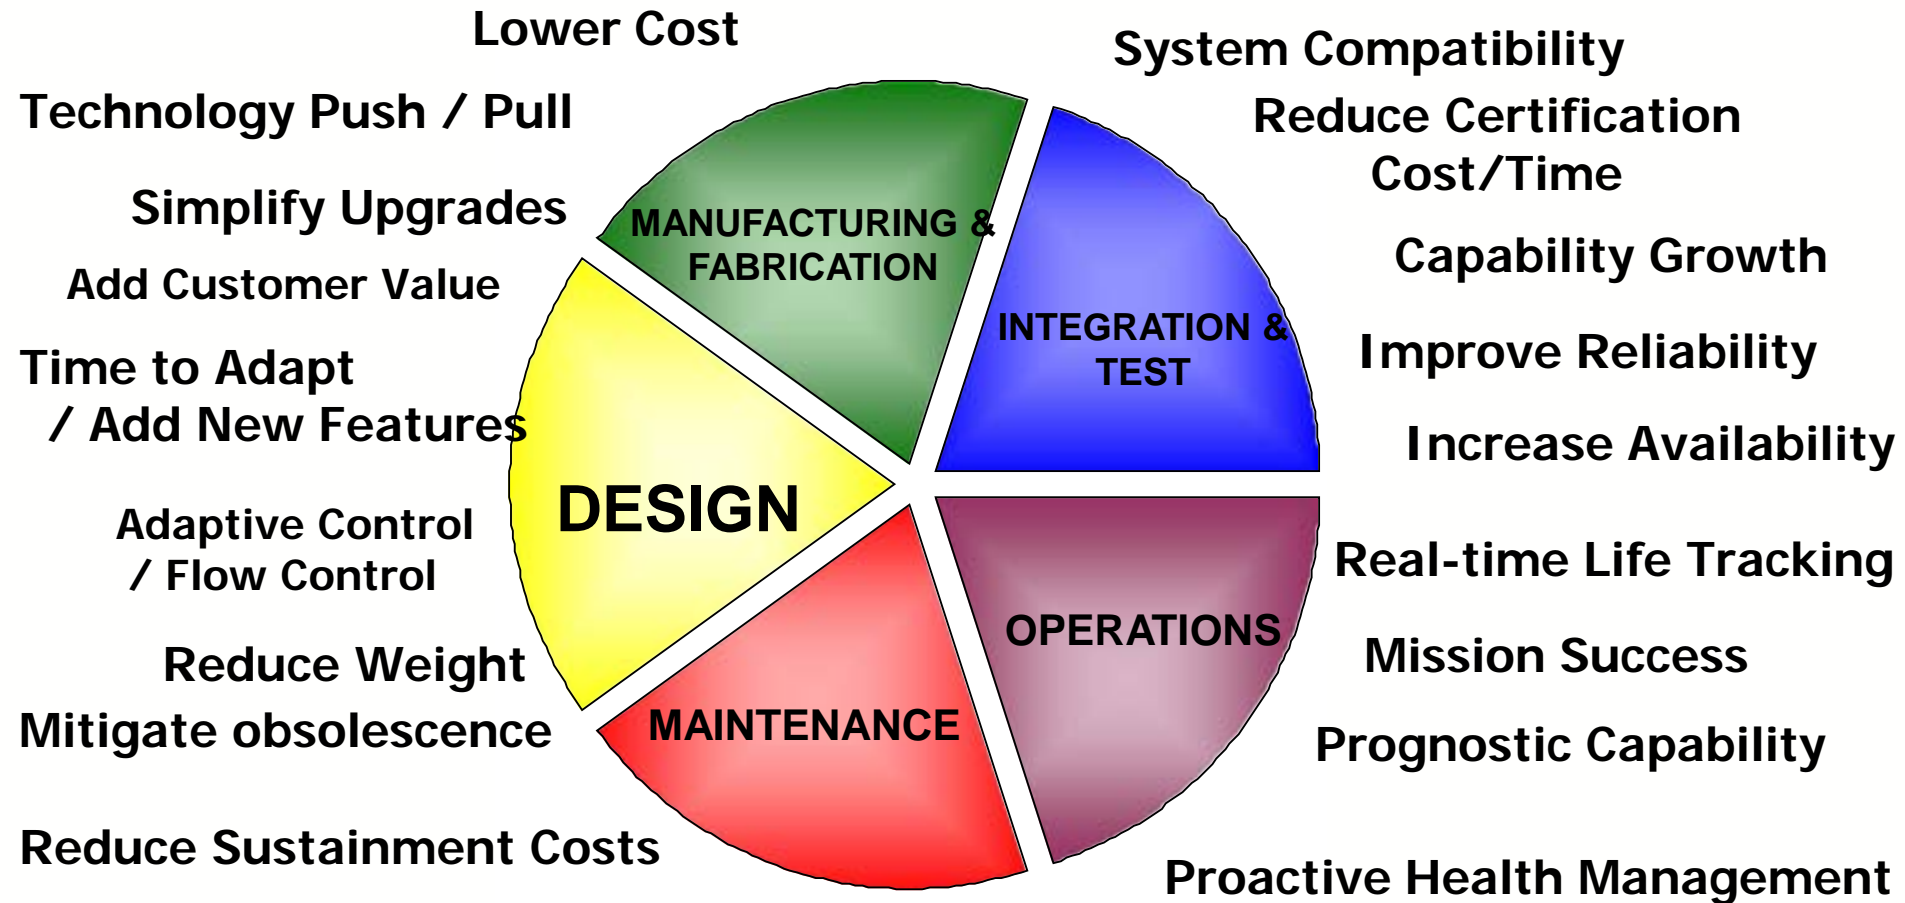 Lower Cost
Technology Push / Pull
Simplify Upgrades
Add Customer Value
Time to Adapt
/ Add New Features
Adaptive Control
/ Flow Control
Reduce Weight
Mitigate obsolescence
Reduce Sustainment Costs
MANUFACTURING &
FABRICATION
INTEGRATION &
TEST
DESIGN
OPERATIONS
MAINTENANCE
System Compatibility
Reduce Certification
Cost/Time
Capability Growth
Improve Reliability
Increase Availability
Real-time Life Tracking
Mission Success
Prognostic Capability
Proactive Health Management